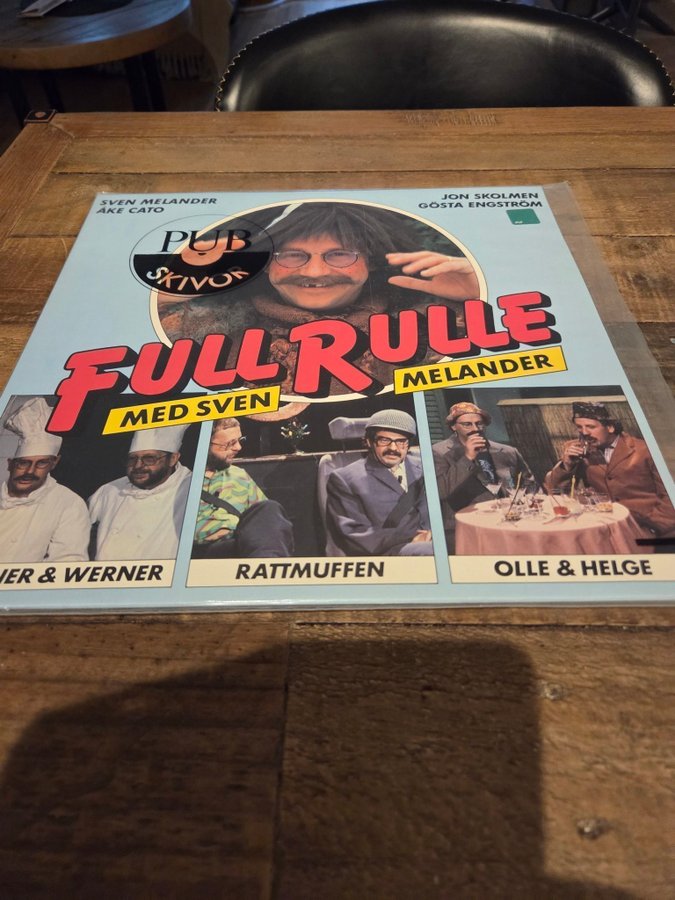 SVEN MELANDER
ÅKE CATO
JON SKOLMEN
GÖSTA ENGSTRÖM
PUB
SKIVOR
FULL RULLE
MED SVEN MELANDER
& WERNER
RATTMUFFEN
OLLE & HELGE